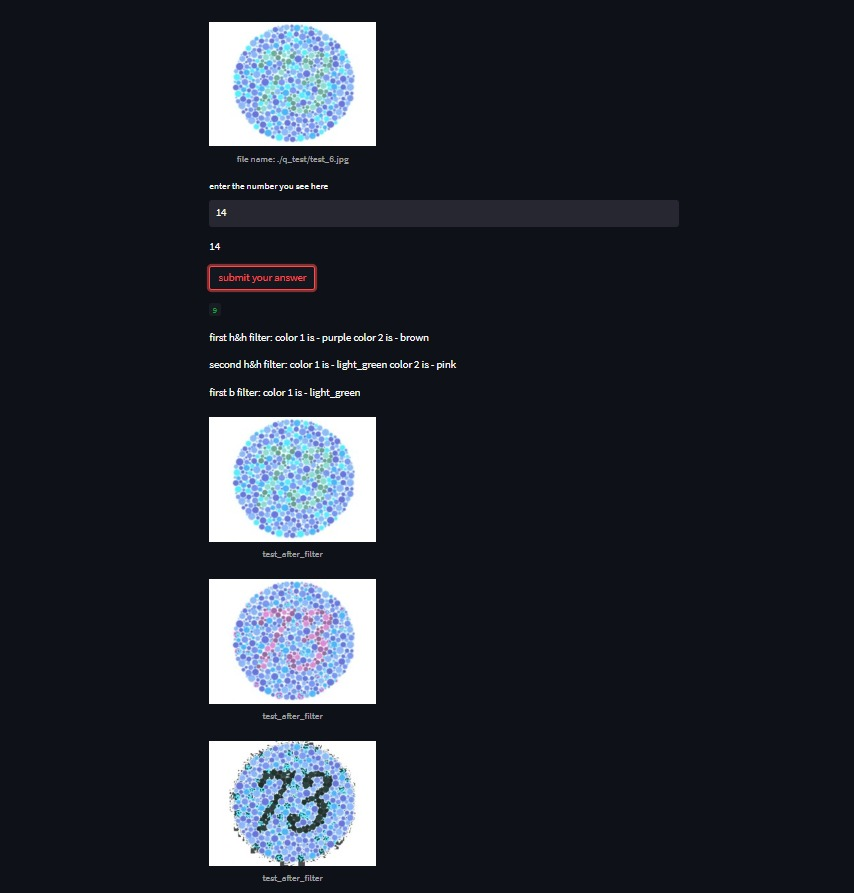 73
file name: ./q_test/test_6.jpg
enter the number you see here
14
14
submit your answer
9
first h&h filter: color 1 is - purple color 2 is - brown
second h&h filter: color 1 is - light_green color 2 is - pink
first b filter: color 1 is - light_green
73
test_after_filter
73
test_after_filter
73
test_after_filter